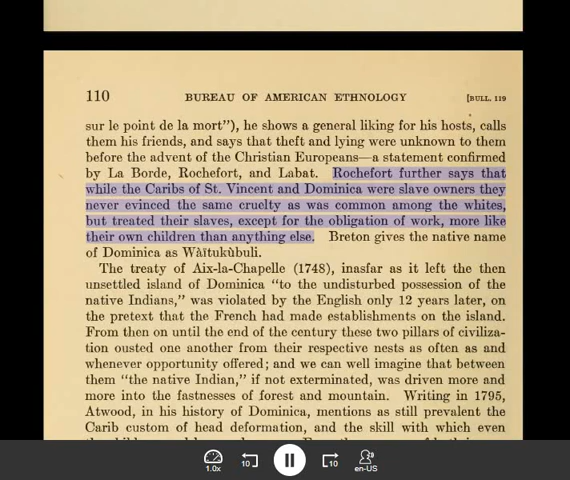 110 BUREAU OF AMERICAN ETHNOLOGY [BULL. 119
sur le point de la mort"), he shows a general liking for his hosts, calls
them his friends, and says that theft and lying were unknown to them
before the advent of the Christian Europeans—a statement confirmed
by La Borde, Rochefort, and Labat. Rochefort further says that
while the Caribs of St. Vincent and Dominica were slave owners they
never evinced the same cruelty as was common among the whites,
but treated their slaves, except for the obligation of work, more like
their own children than anything else. Breton gives the native name
of Dominica as Wàïtukùbuli.
The treaty of Aix-la-Chapelle (1748), inasfar as it left the then
unsettled island of Dominica "to the undisturbed possession of the
native Indians," was violated by the English only 12 years later, on
the pretext that the French had made establishments on the island.
From then on until the end of the century these two pillars of civiliza-
tion ousted one another from their respective nests as often as and
whenever opportunity offered; and we can well imagine that between
them "the native Indian," if not exterminated, was driven more and
more into the fastnesses of forest and mountain. Writing in 1795,
Atwood, in his history of Dominica, mentions as still prevalent the
Carib custom of head deformation, and the skill with which even
1.0x 10 10 en-US